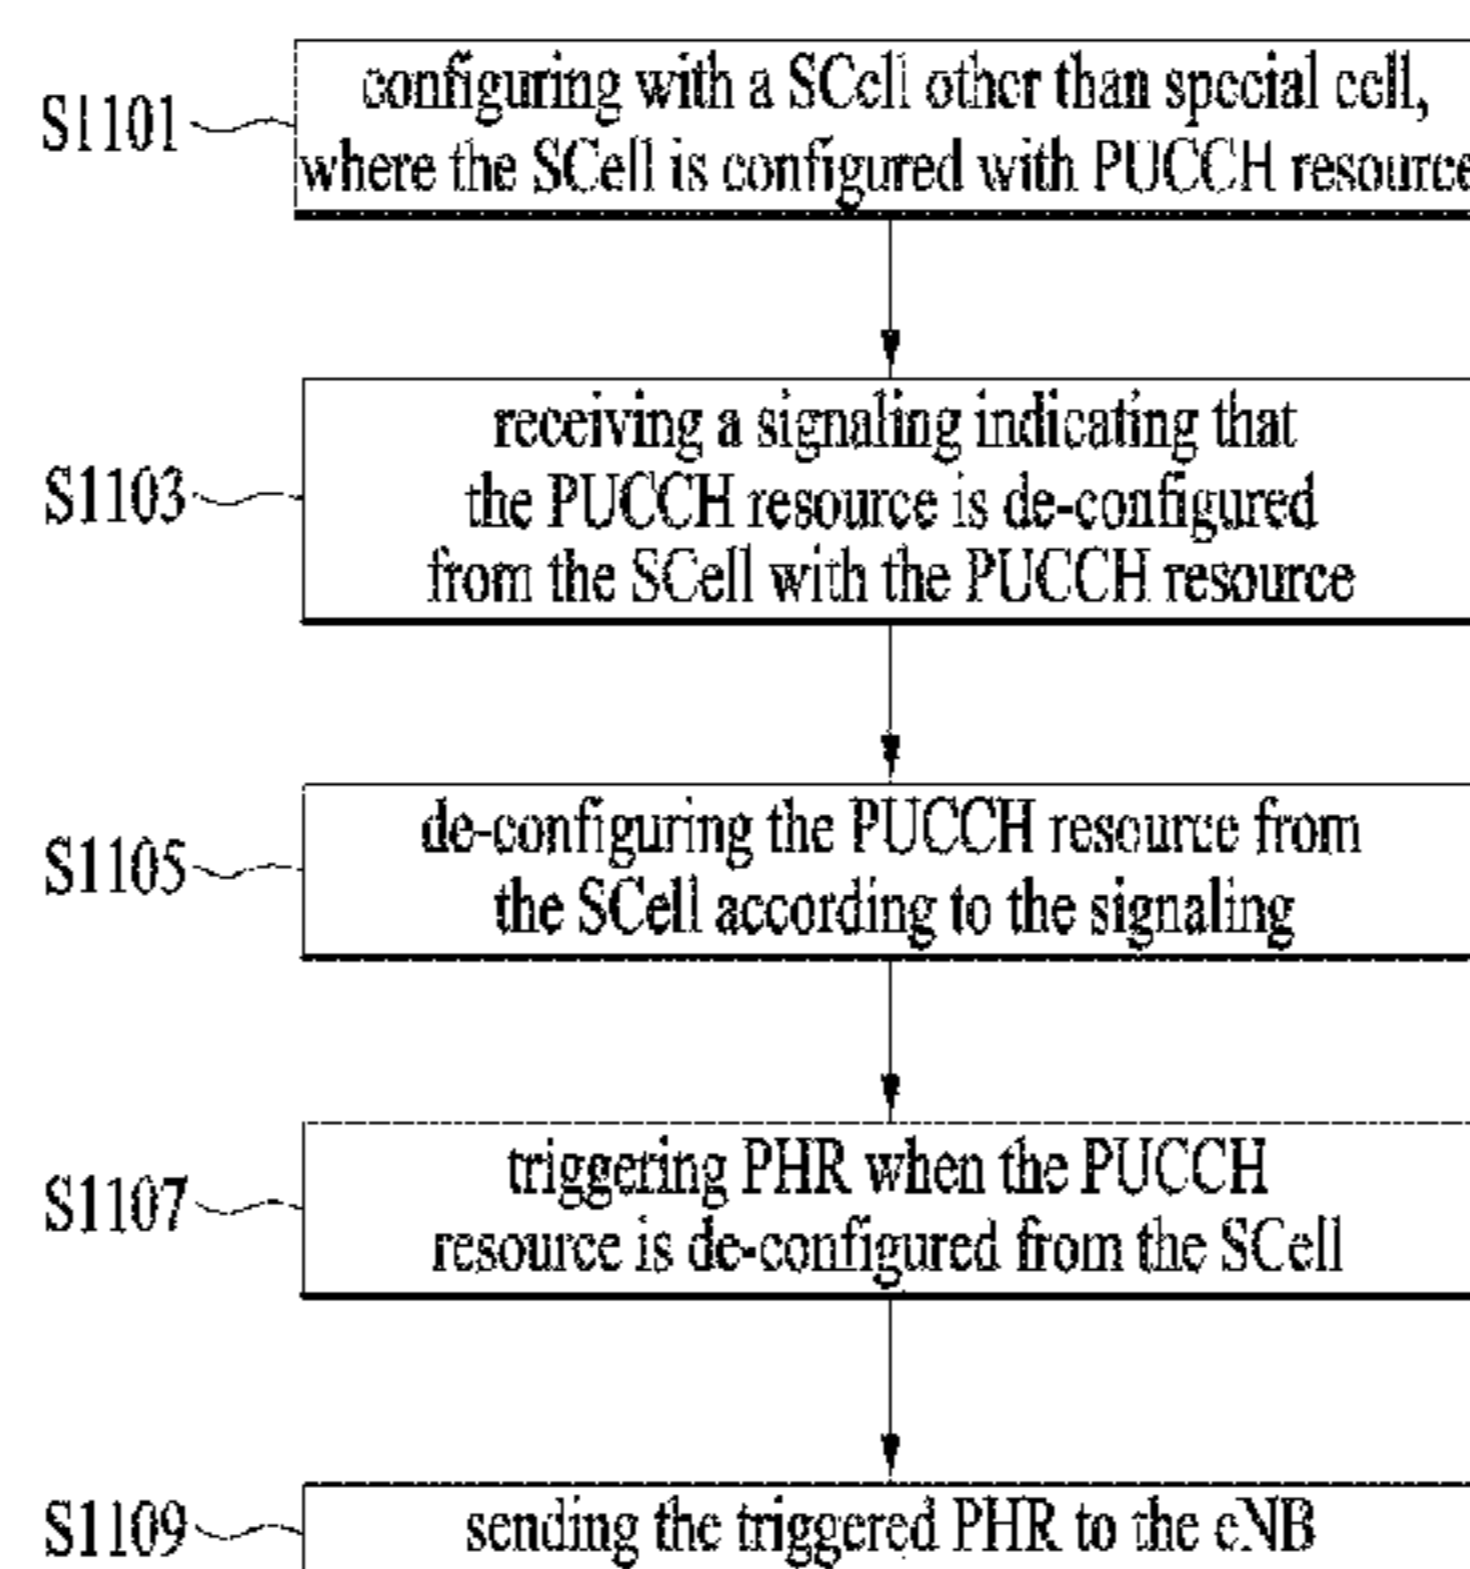 S1101
configuring with a SCell other than special cell,
where the SCell is configured with PUCCH resource
S1103
receiving a signaling indicating that
the PUCCH resource is de-configured
from the SCell with the PUCCH resource
S1105
de-configuring the PUCCH resource from
the SCell according to the signaling
S1107
triggering PHR when the PUCCH
resource is de-configured from the SCell
S1109
sending the triggered PHR to the eNB